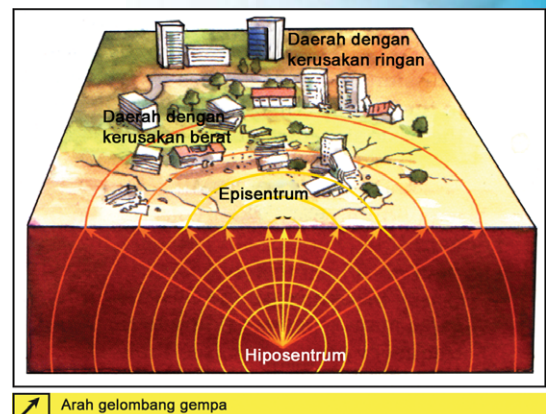 Daerah dengan
kerusakan ringan
Daerah dengan
kerusakan berat
Episentrum
Hiposentrum
Arah gelombang gempa